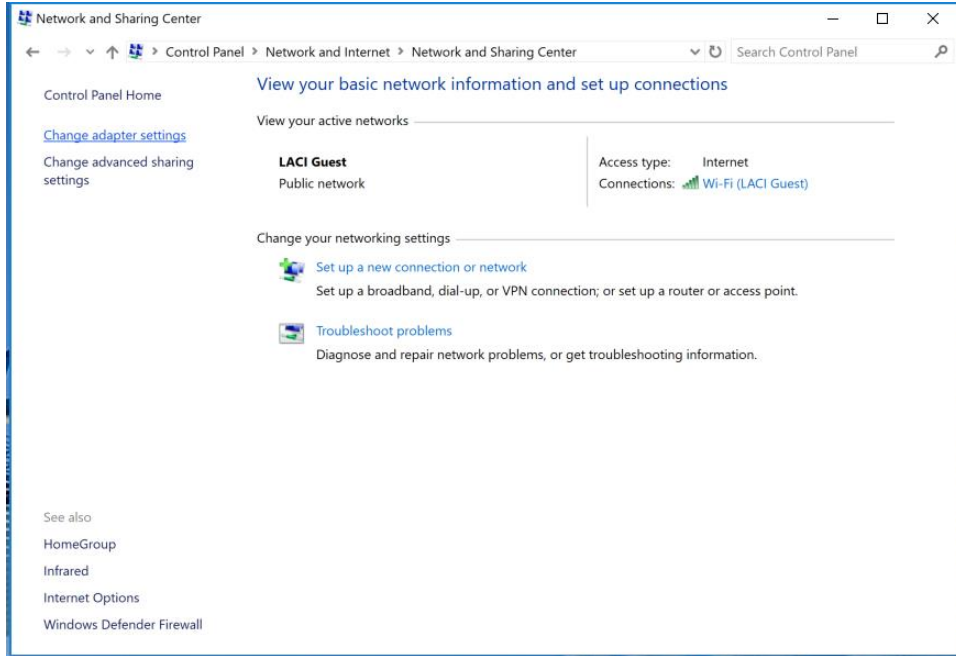 Network and Sharing Center
Control Panel > Network and Internet > Network and Sharing Center
Search Control Panel
Control Panel Home
Change adapter settings
Change advanced sharing
settings
View your basic network information and set up connections
View your active networks
LACI Guest
Public network
Access type: Internet
Connections: Wi-Fi (LACI Guest)
Change your networking settings
Set up a new connection or network
Set up a broadband, dial-up, or VPN connection; or set up a router or access point.
Troubleshoot problems
Diagnose and repair network problems, or get troubleshooting information.
See also
HomeGroup
Infrared
Internet Options
Windows Defender Firewall